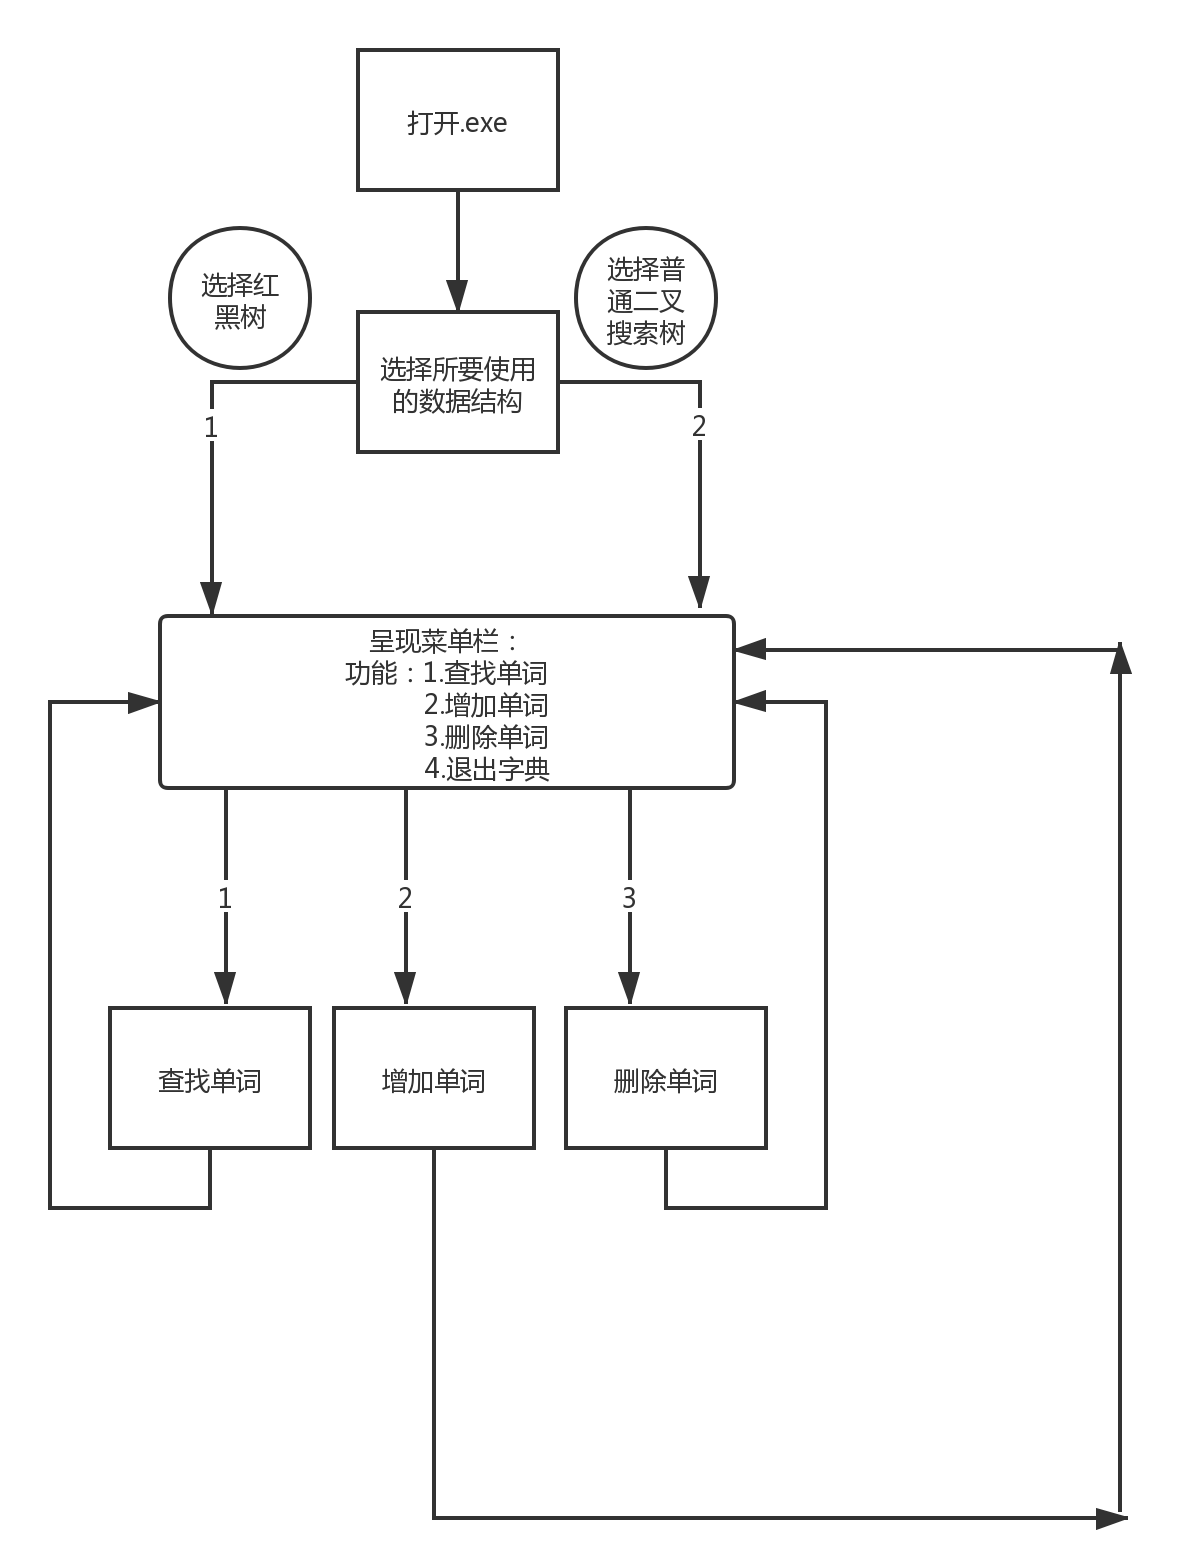 打开.exe
选择红
黑树
选择普
通二叉
搜索树
选择所要使用
的数据结构
1
2
呈现菜单栏：
功能：1.查找单词
2.增加单词
3.删除单词
4.退出字典
1
2
3
查找单词
增加单词
删除单词